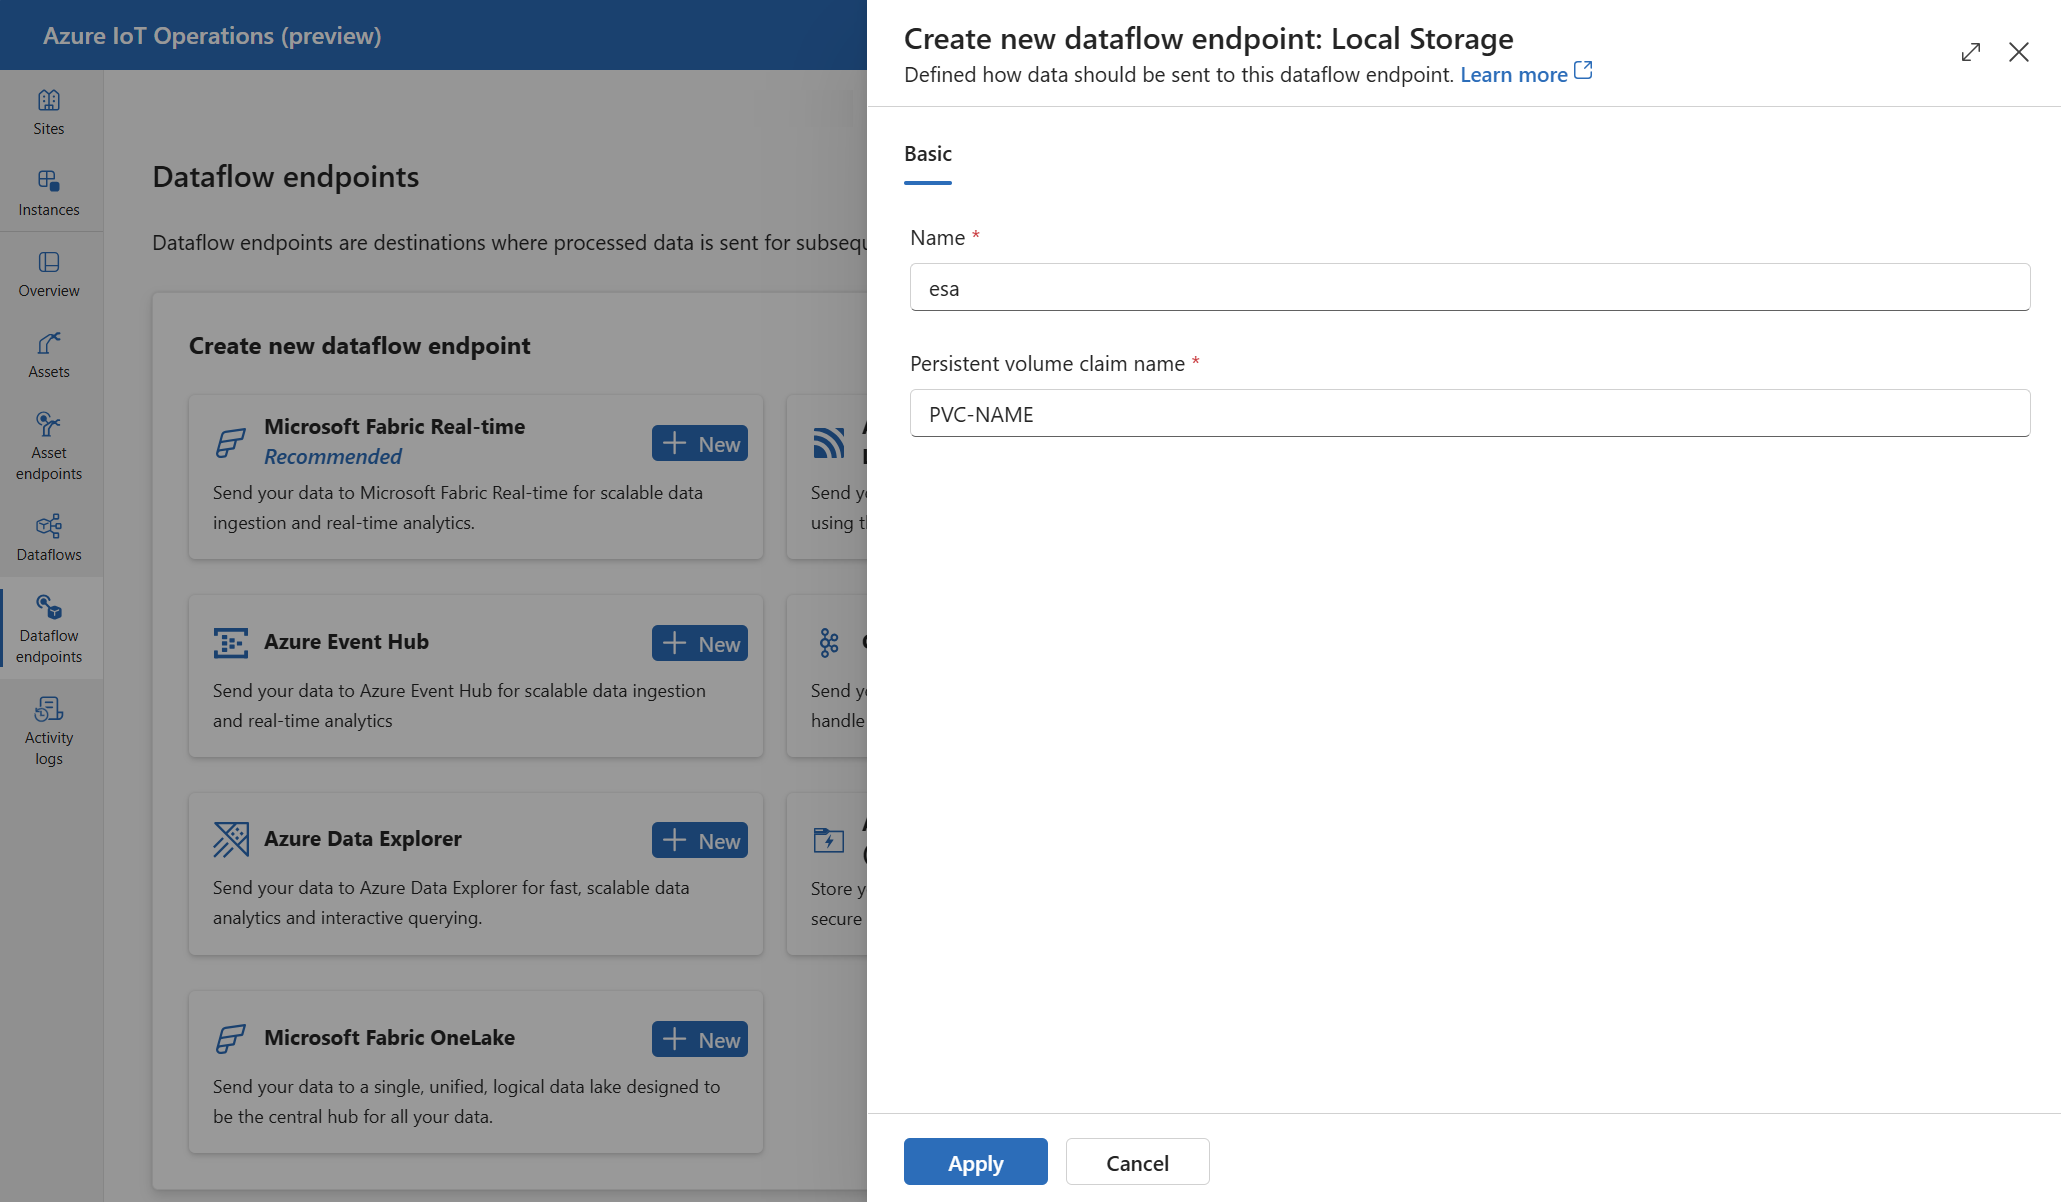 Azure IoT Operations (preview)
Sites
Instances
Overview
Assets
Asset
endpoints
Dataflows
Dataflow
endpoints
Activity
logs
Dataflow endpoints
Dataflow endpoints are destinations where processed data is sent for
Create new dataflow endpoint
Microsoft Fabric Real-time
Recommended
New
Send your data to Microsoft Fabric Real-time for scalable data
ingestion and real-time analytics.
Send
using
Azure Event Hub
New
Send your data to Azure Event Hub for scalable data ingestion
and real-time analytics
Send
handle
Azure Data Explorer
New
Send your data to Azure Data Explorer for fast, scalable data
analytics and interactive querying.
Store
secure
Microsoft Fabric OneLake
New
Send your data to a single, unified, logical data lake designed to
be the central hub for all your data.
Create new dataflow endpoint: Local Storage
Defined how data should be sent to this dataflow endpoint. Learn more
Basic
Name *
esa
Persistent volume claim name *
PVC-NAME
Apply
Cancel